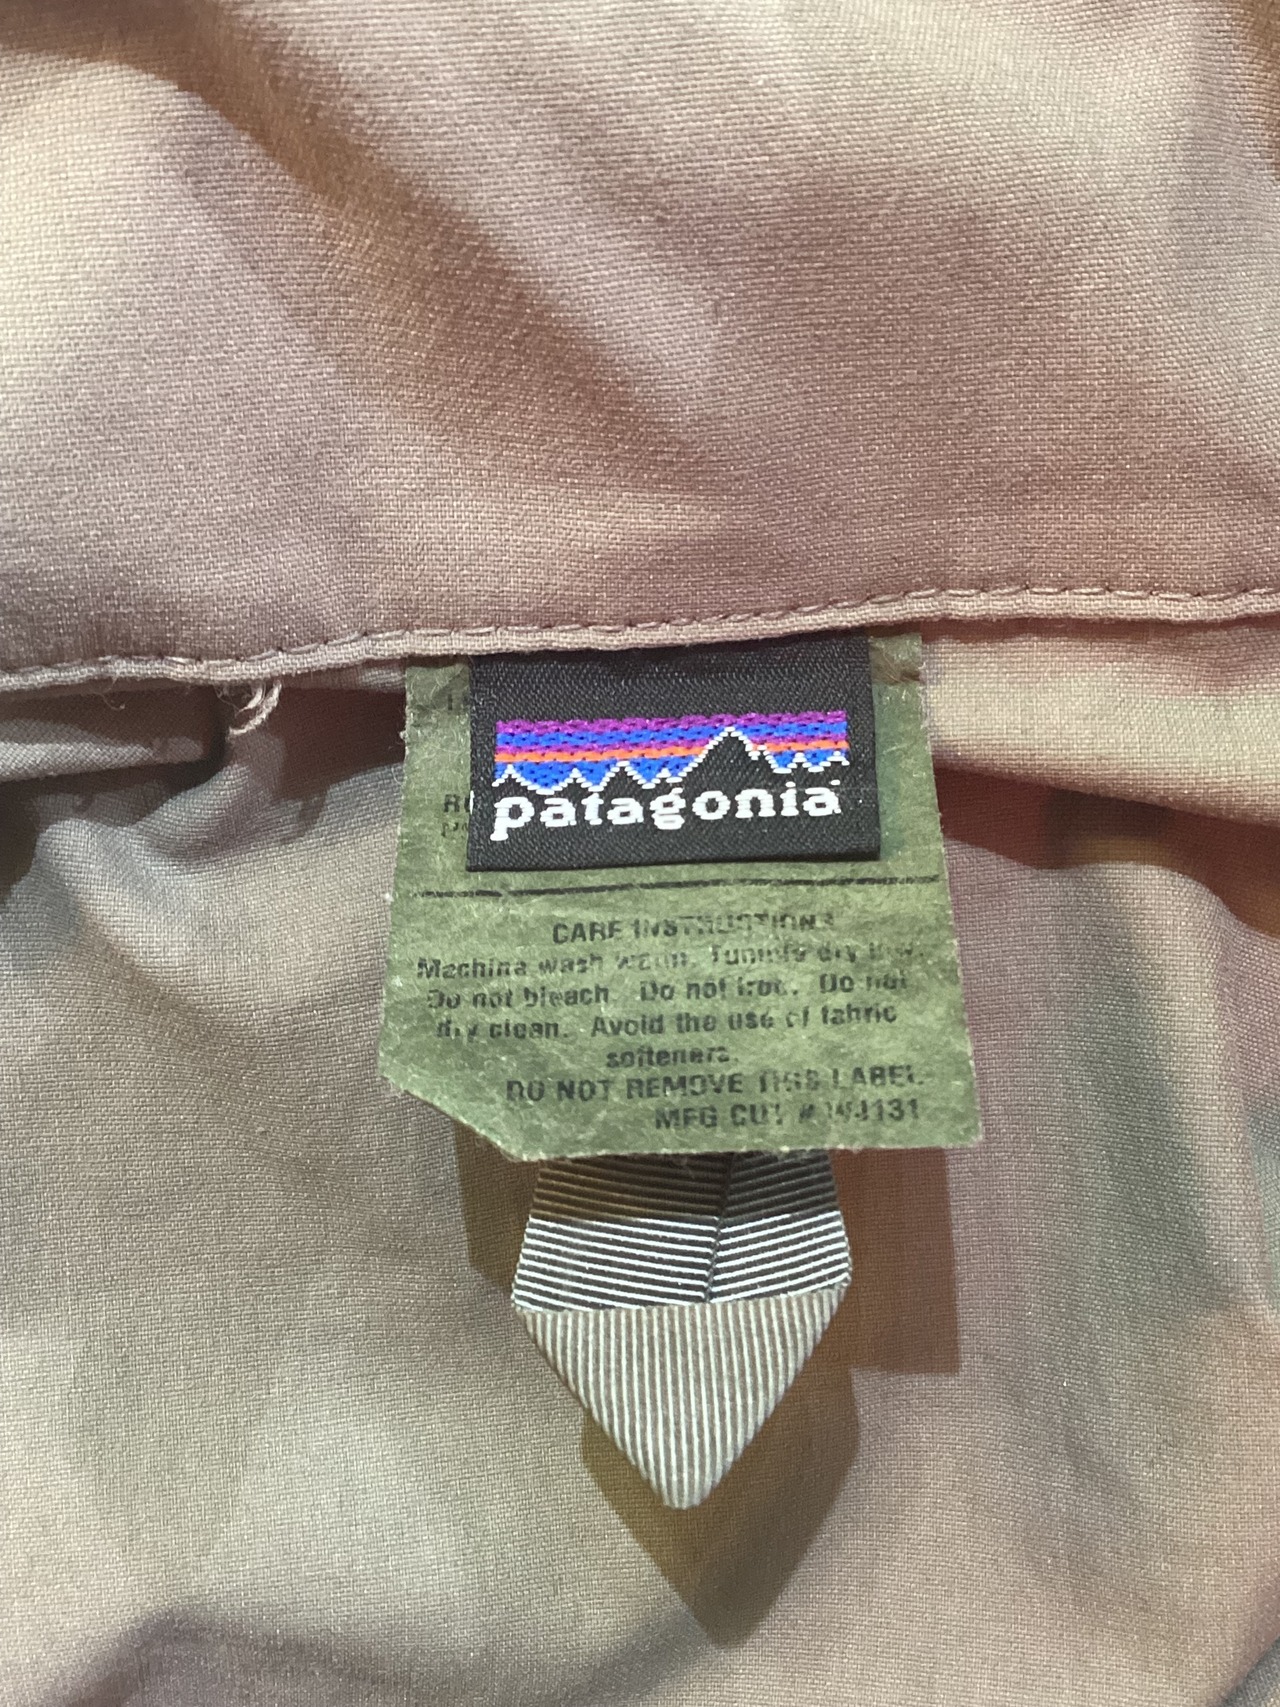 patagonia
CARE INSTRUCTIONS
Machine wash warm. Tumble dry low.
Do not bleach. Do not iron. Do not
dry clean. Avoid the use of fabric
softeners.
DO NOT REMOVE THIS LABEL
MFG CUT #